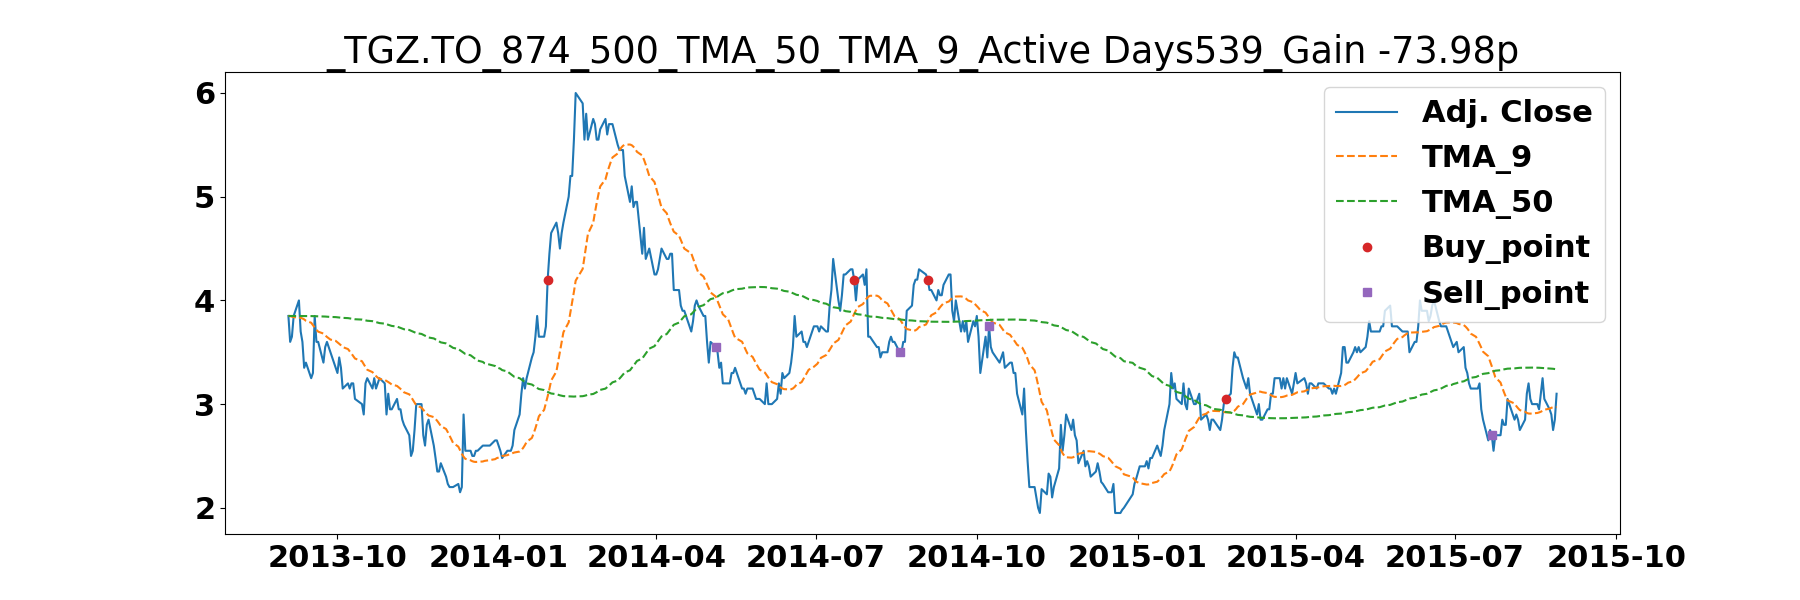 _TGZ.TO_874_500_TMA_50_TMA_9_Active Days539_Gain -73.98p
6
5
4
3
2
Adj. Close
TMA_9
TMA_50
Buy_point
Sell_point
2013-10 2014-01 2014-04 2014-07 2014-10 2015-01 2015-04 2015-07 2015-10